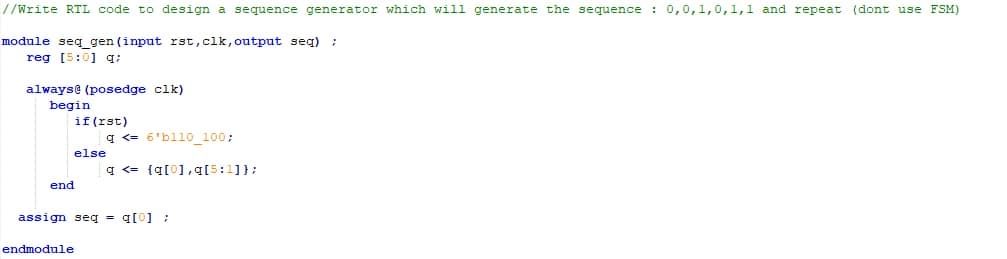 //Write RTL code to design a sequence generator which will generate the sequence : 0,0,1,0,1,1 and repeat (dont use FSM)
module seq_gen(input rst,clk,output seq) ;
reg [5:0] q;
always@(posedge clk)
begin
if(rst)
q <= 6'b110_100;
else
q <= {q[0],q[5:1]};
end
assign seq = q[0] ;
endmodule